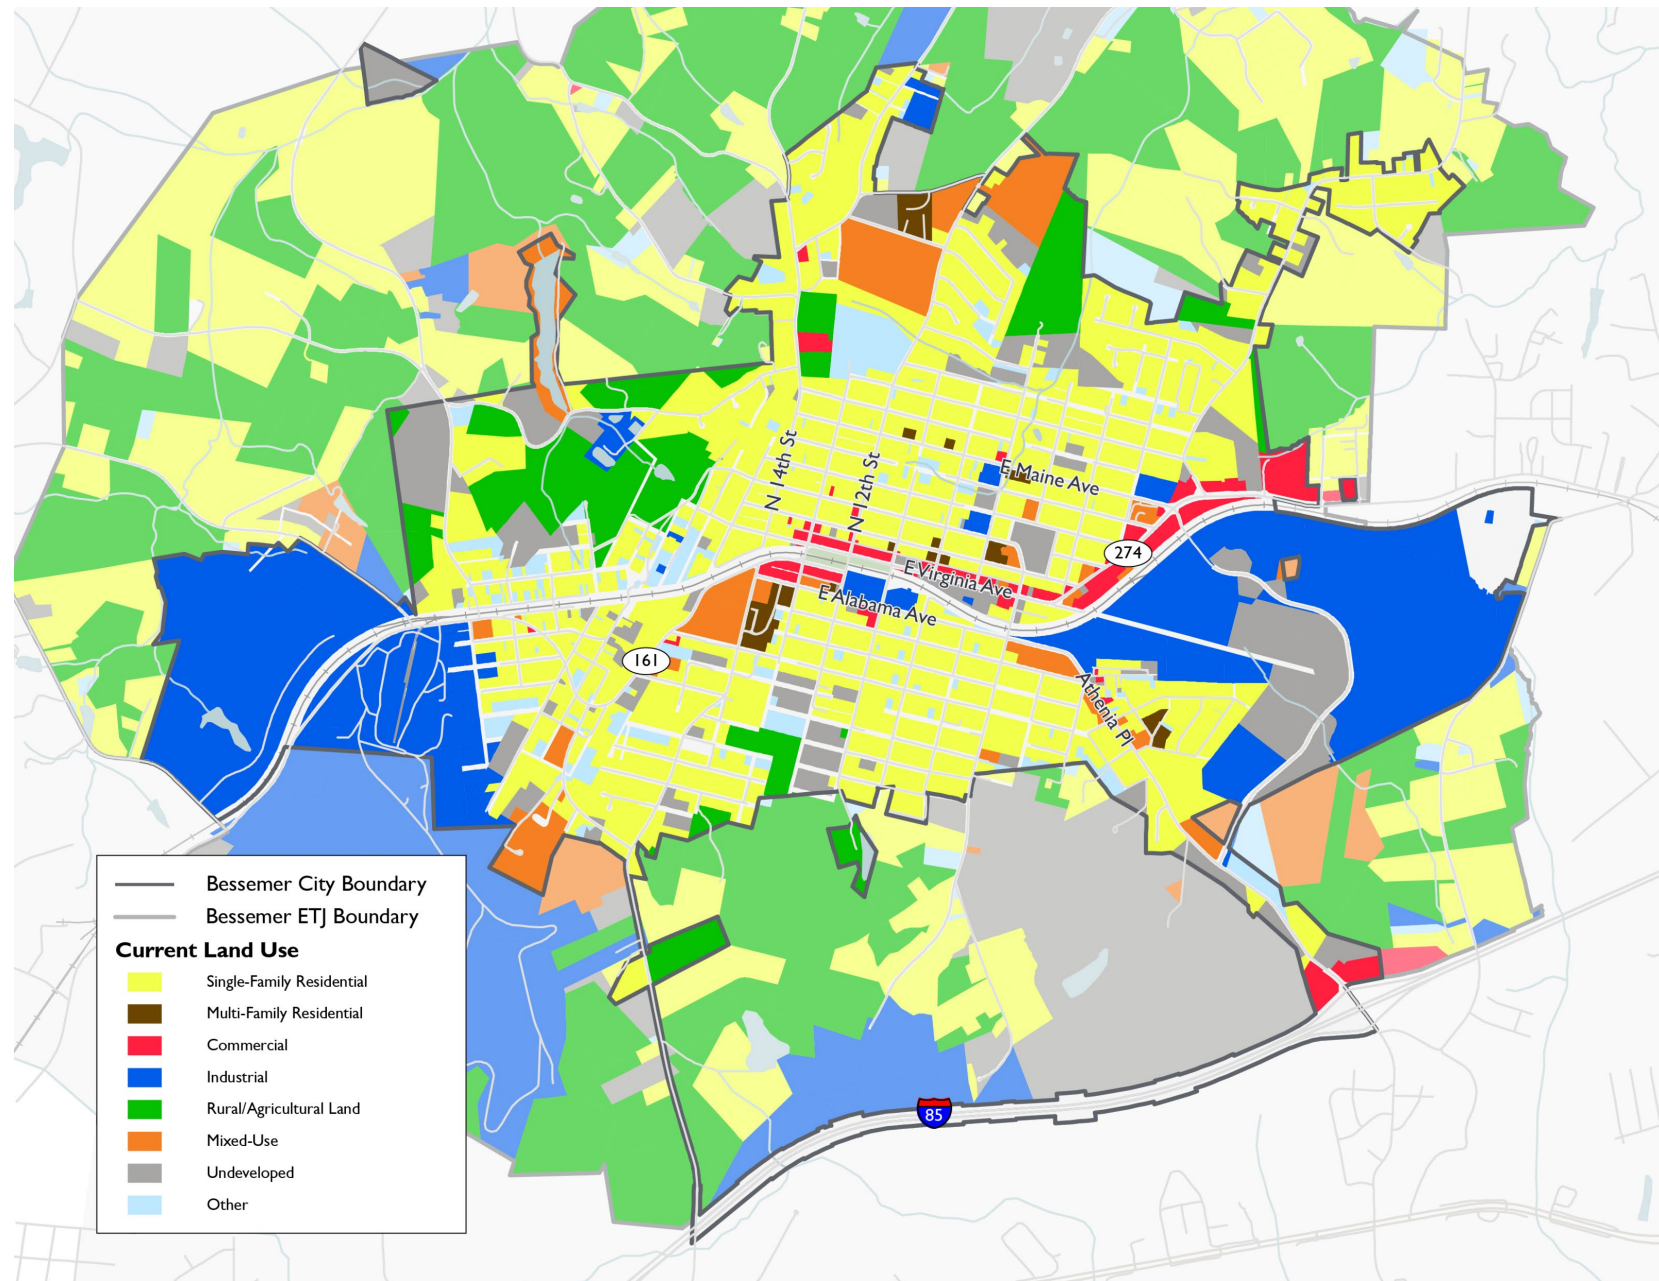 N 14th St
N 12th St
E Maine Ave
274
E Virginia Ave
E Alabama Ave
161
Athenia Pl
Bessemer City Boundary
Bessemer ETJ Boundary
Current Land Use
Single-Family Residential
Multi-Family Residential
Commercial
Industrial
Rural/Agricultural Land
Mixed-Use
Undeveloped
Other
85